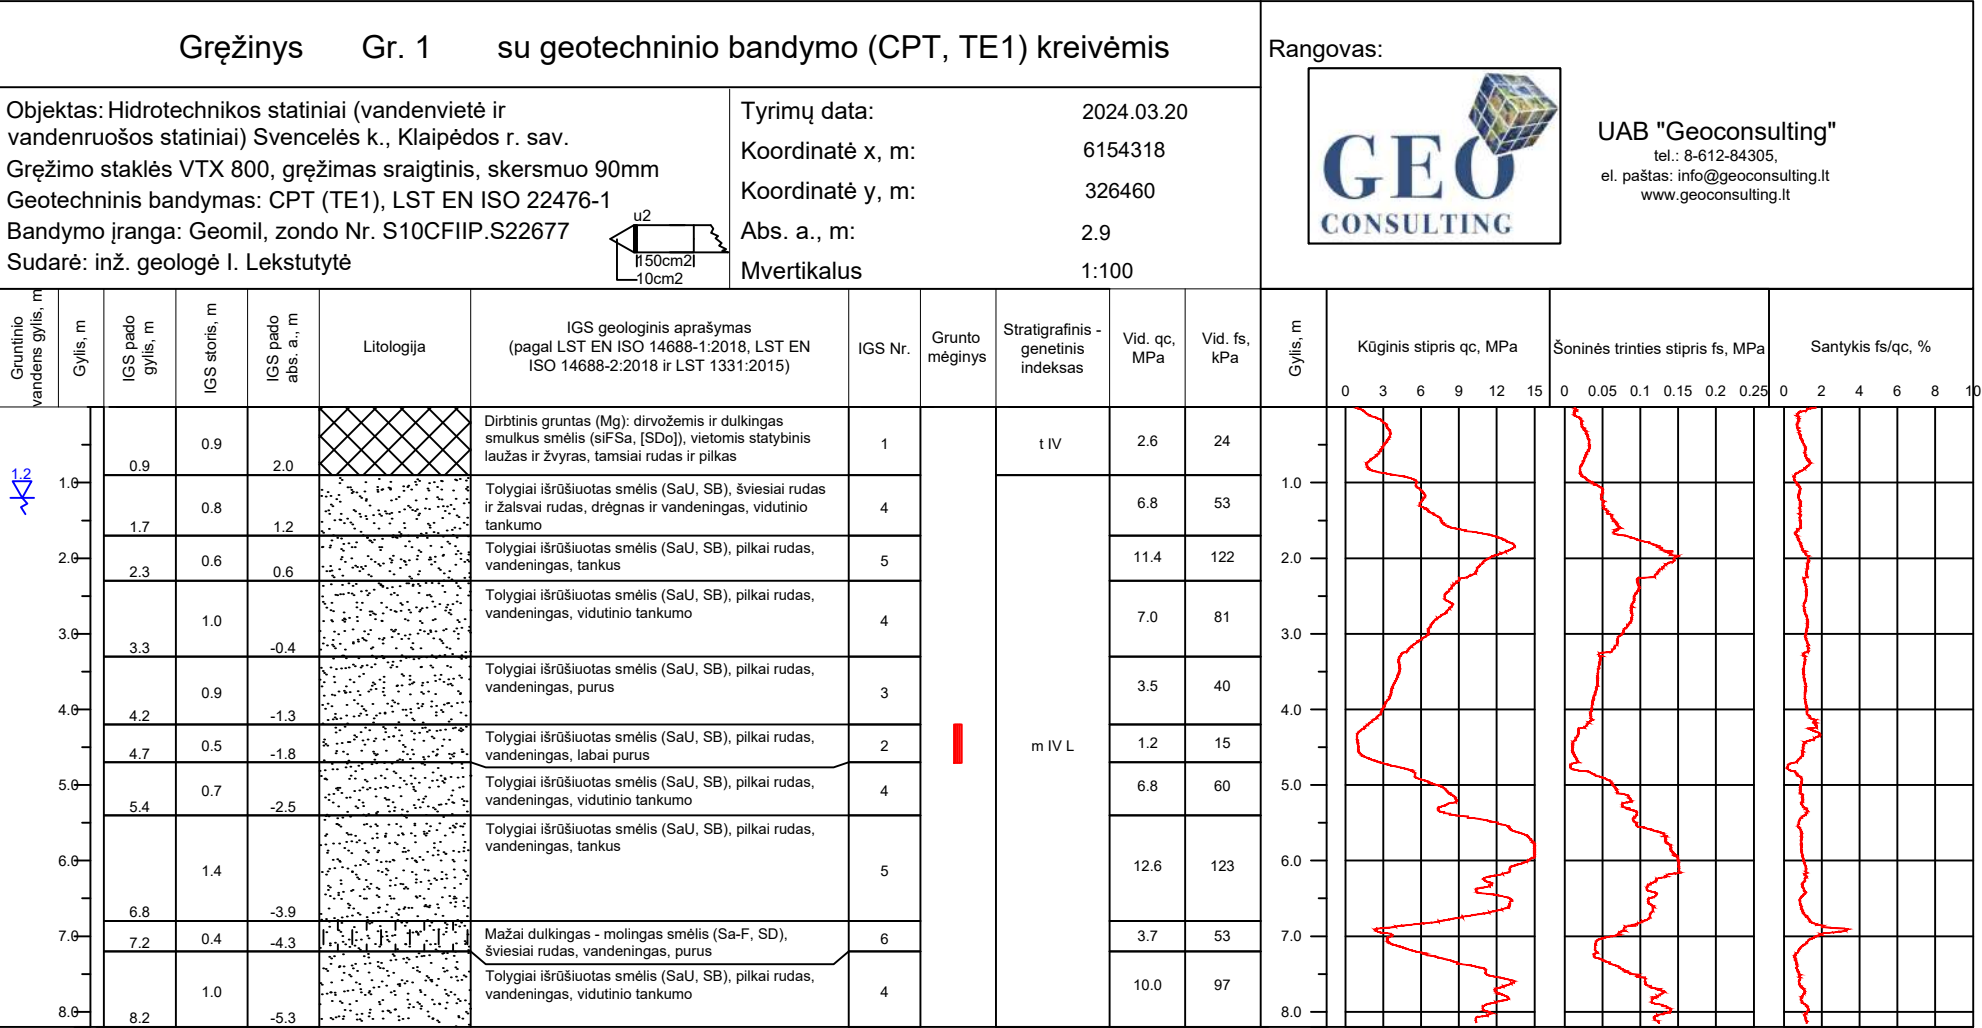 Gręžinys Gr. 1 su geotechninio bandymo (CPT, TE1) kreivėmis
Rangovas:
GEO
CONSULTING
UAB "Geoconsulting"
tel.: 8-612-84305,
el. paštas: info@geoconsulting.lt
www.geoconsulting.lt
Objektas: Hidrotechnikos statiniai (vandenvietė ir
vandenruošos statiniai) Svencelės k., Klaipėdos r. sav.
Gręžimo staklės VTX 800, gręžimas sraigtinis, skersmuo 90mm
Geotechninis bandymas: CPT (TE1), LST EN ISO 22476-1
Bandymo įranga: Geomil, zondo Nr. S10CFIIP.S22677
Sudarė: inž. geologė I. Lekstutytė
u2
150cm2
10cm2
Tyrimų data: 2024.03.20
Koordinatė x, m: 6154318
Koordinatė y, m: 326460
Abs. a., m: 2.9
Mvertikalus 1:100
Gruntinio
vandens gylis, m
Gylis, m
IGS pado
gylis, m
IGS storis, m
IGS pado
abs. a., m
Litologija
IGS geologinis aprašymas
(pagal LST EN ISO 14688-1:2018, LST EN
ISO 14688-2:2018 ir LST 1331:2015)
IGS Nr.
Grunto
mėginys
Stratigrafinis -
genetinis
indeksas
Vid. qc,
MPa
Vid. fs,
kPa
Gylis, m
Kūginis stipris qc, MPa
0 3 6 9 12 15
Šoninės trinties stipris fs, MPa
0 0.05 0.1 0.15 0.2 0.25
Santykis fs/qc, %
0 2 4 6 8 10
1.2
1.0
2.0
3.0
4.0
5.0
6.0
7.0
8.0
0.9 0.9 2.0
Dirbtinis gruntas (Mg): dirvožemis ir dulkingas
smulkus smėlis (siFSa, [SDo]), vietomis statybinis
laužas ir žvyras, tamsiai rudas ir pilkas
1 t IV 2.6 24
1.7 0.8 1.2
Tolygiai išrūšiuotas smėlis (SaU, SB), šviesiai rudas
ir žalsvai rudas, drėgnas ir vandeningas, vidutinio
tankumo
4 6.8 53
2.3 0.6 0.6
Tolygiai išrūšiuotas smėlis (SaU, SB), pilkai rudas,
vandeningas, tankus
5 11.4 122
3.3 1.0 -0.4
Tolygiai išrūšiuotas smėlis (SaU, SB), pilkai rudas,
vandeningas, vidutinio tankumo
4 7.0 81
4.2 0.9 -1.3
Tolygiai išrūšiuotas smėlis (SaU, SB), pilkai rudas,
vandeningas, purus
3 3.5 40
4.7 0.5 -1.8
Tolygiai išrūšiuotas smėlis (SaU, SB), pilkai rudas,
vandeningas, labai purus
2 m IV L 1.2 15
5.4 0.7 -2.5
Tolygiai išrūšiuotas smėlis (SaU, SB), pilkai rudas,
vandeningas, vidutinio tankumo
4 6.8 60
6.8 1.4 -3.9
Tolygiai išrūšiuotas smėlis (SaU, SB), pilkai rudas,
vandeningas, tankus
5 12.6 123
7.2 0.4 -4.3
Mažai dulkingas - molingas smėlis (Sa-F, SD),
šviesiai rudas, vandeningas, purus
6 3.7 53
8.2 1.0 -5.3
Tolygiai išrūšiuotas smėlis (SaU, SB), pilkai rudas,
vandeningas, vidutinio tankumo
4 10.0 97
1.0
2.0
3.0
4.0
5.0
6.0
7.0
8.0